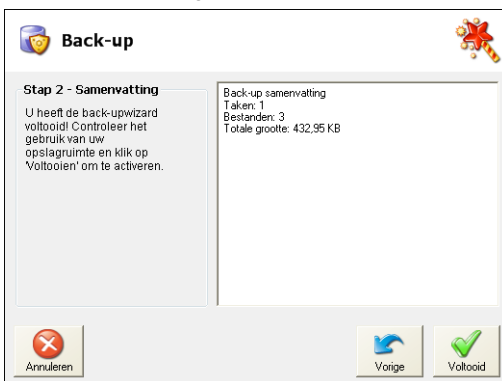 Back-up
Stap 2 - Samenvatting
U heeft de back-upwizard
voltooid! Controleer het
gebruik van uw
opslagruimte en klik op
'Voltooien' om te activeren.
Back-up samenvatting
Taken: 1
Bestanden: 3
Totale grootte: 432,95 KB
Annuleren
Vorige
Voltooid